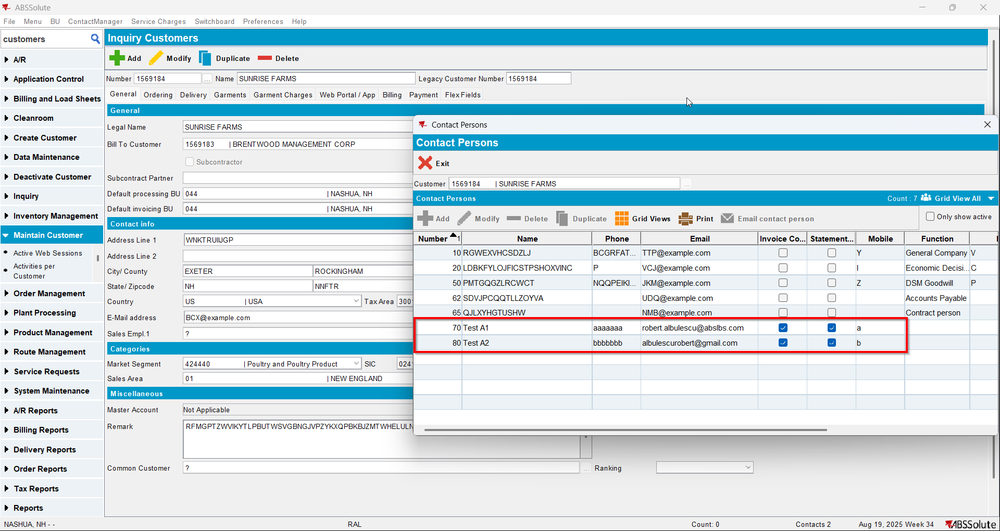 ABSSolute
File Menu BU ContactManager Service Charges Switchboard Preferences Help
customers
Inquiry Customers
Add Modify Duplicate Delete
Number 1569184 ... Name SUNRISE FARMS Legacy Customer Number 1569184
General Ordering Delivery Garments Garment Charges Web Portal / App Billing Payment Flex Fields
A/R
Application Control
Billing and Load Sheets
Cleanroom
Create Customer
Data Maintenance
Deactivate Customer
Inquiry
Inventory Management
Maintain Customer
Active Web Sessions
Activities per
Customer
Order Management
Plant Processing
Product Management
Route Management
Service Requests
System Maintenance
A/R Reports
Billing Reports
Delivery Reports
Order Reports
Tax Reports
Reports
General
Legal Name SUNRISE FARMS
Bill To Customer 1569183 | BRENTWOOD MANAGEMENT CORP
Subcontractor
Subcontract Partner
Default processing BU 044 | NASHUA, NH
Default invoicing BU 044 | NASHUA, NH
Contact info
Address Line 1 WNKTRUIIJGP
Address Line 2
City/ County EXETER ROCKINGHAM
State/ Zipcode NH NNFTR
Country US | USA Tax Area 300
E-Mail address BCX@example.com
Sales Empl.1 ?
Categories
Market Segment 424440 | Poultry and Poultry Product SIC 024
Sales Area 01 | NEW ENGLAND
Miscellaneous
Master Account Not Applicable
Remark RFMGPTZWVIKYTLPBUTWSVGBNGJVPZYKXQPBKBJZMTWHELULN
Common Customer ? ... Ranking
Contact Persons
Contact Persons
Exit
Customer 1569184 | SUNRISE FARMS ...
Contact Persons Count : 7 Grid View All
Add Modify Delete Duplicate Grid Views Print Email contact person Only show active
Number 1 Name Phone Email Invoice Co... Statement... Mobile Function
10 RGWEXVHCSDZLJ BCGRFAT... TTP@example.com Y General Company V
20 LDBKFYLOJFICSTPSHOXVINC P VCJ@example.com I Economic Decisi... C
50 PMTGQGZLRCWCT NQQPEIKI... JKM@example.com Z DSM Goodwill P
62 SDVJPCQQTLLZOYVA UDQ@example.com Accounts Payable
65 QJLXYHGTUSHW NMB@example.com Contract person
70 Test A1 aaaaaaa robert.albulescu@abslbs.com a
80 Test A2 bbbbbbb albulescurobert@gmail.com b
NASHUA, NH - - RAL Count: 0 Contacts 2 Aug 19, 2025 Week 34 ABSSolute